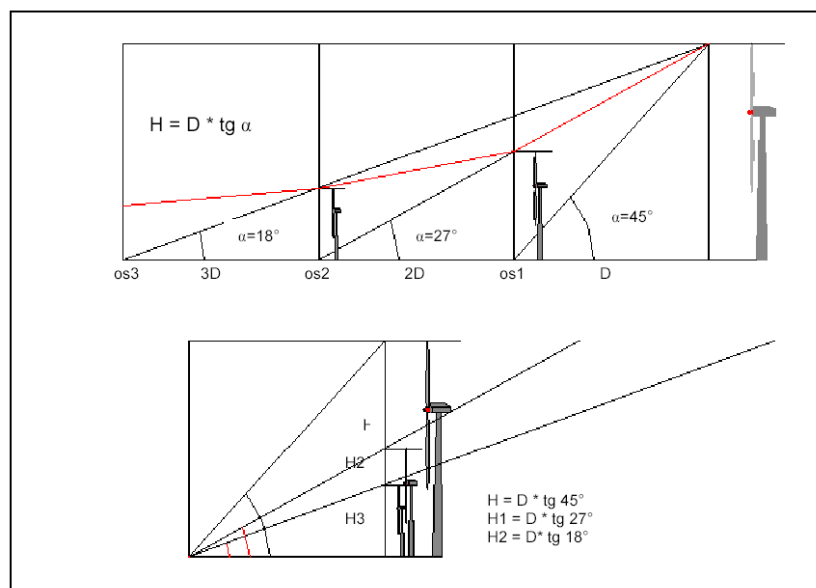 H = D * tg α
α=18°
α=27°
α=45°
os3 3D os2 2D os1 D
H2
H3
H = D * tg 45°
H1 = D * tg 27°
H2 = D* tg 18°